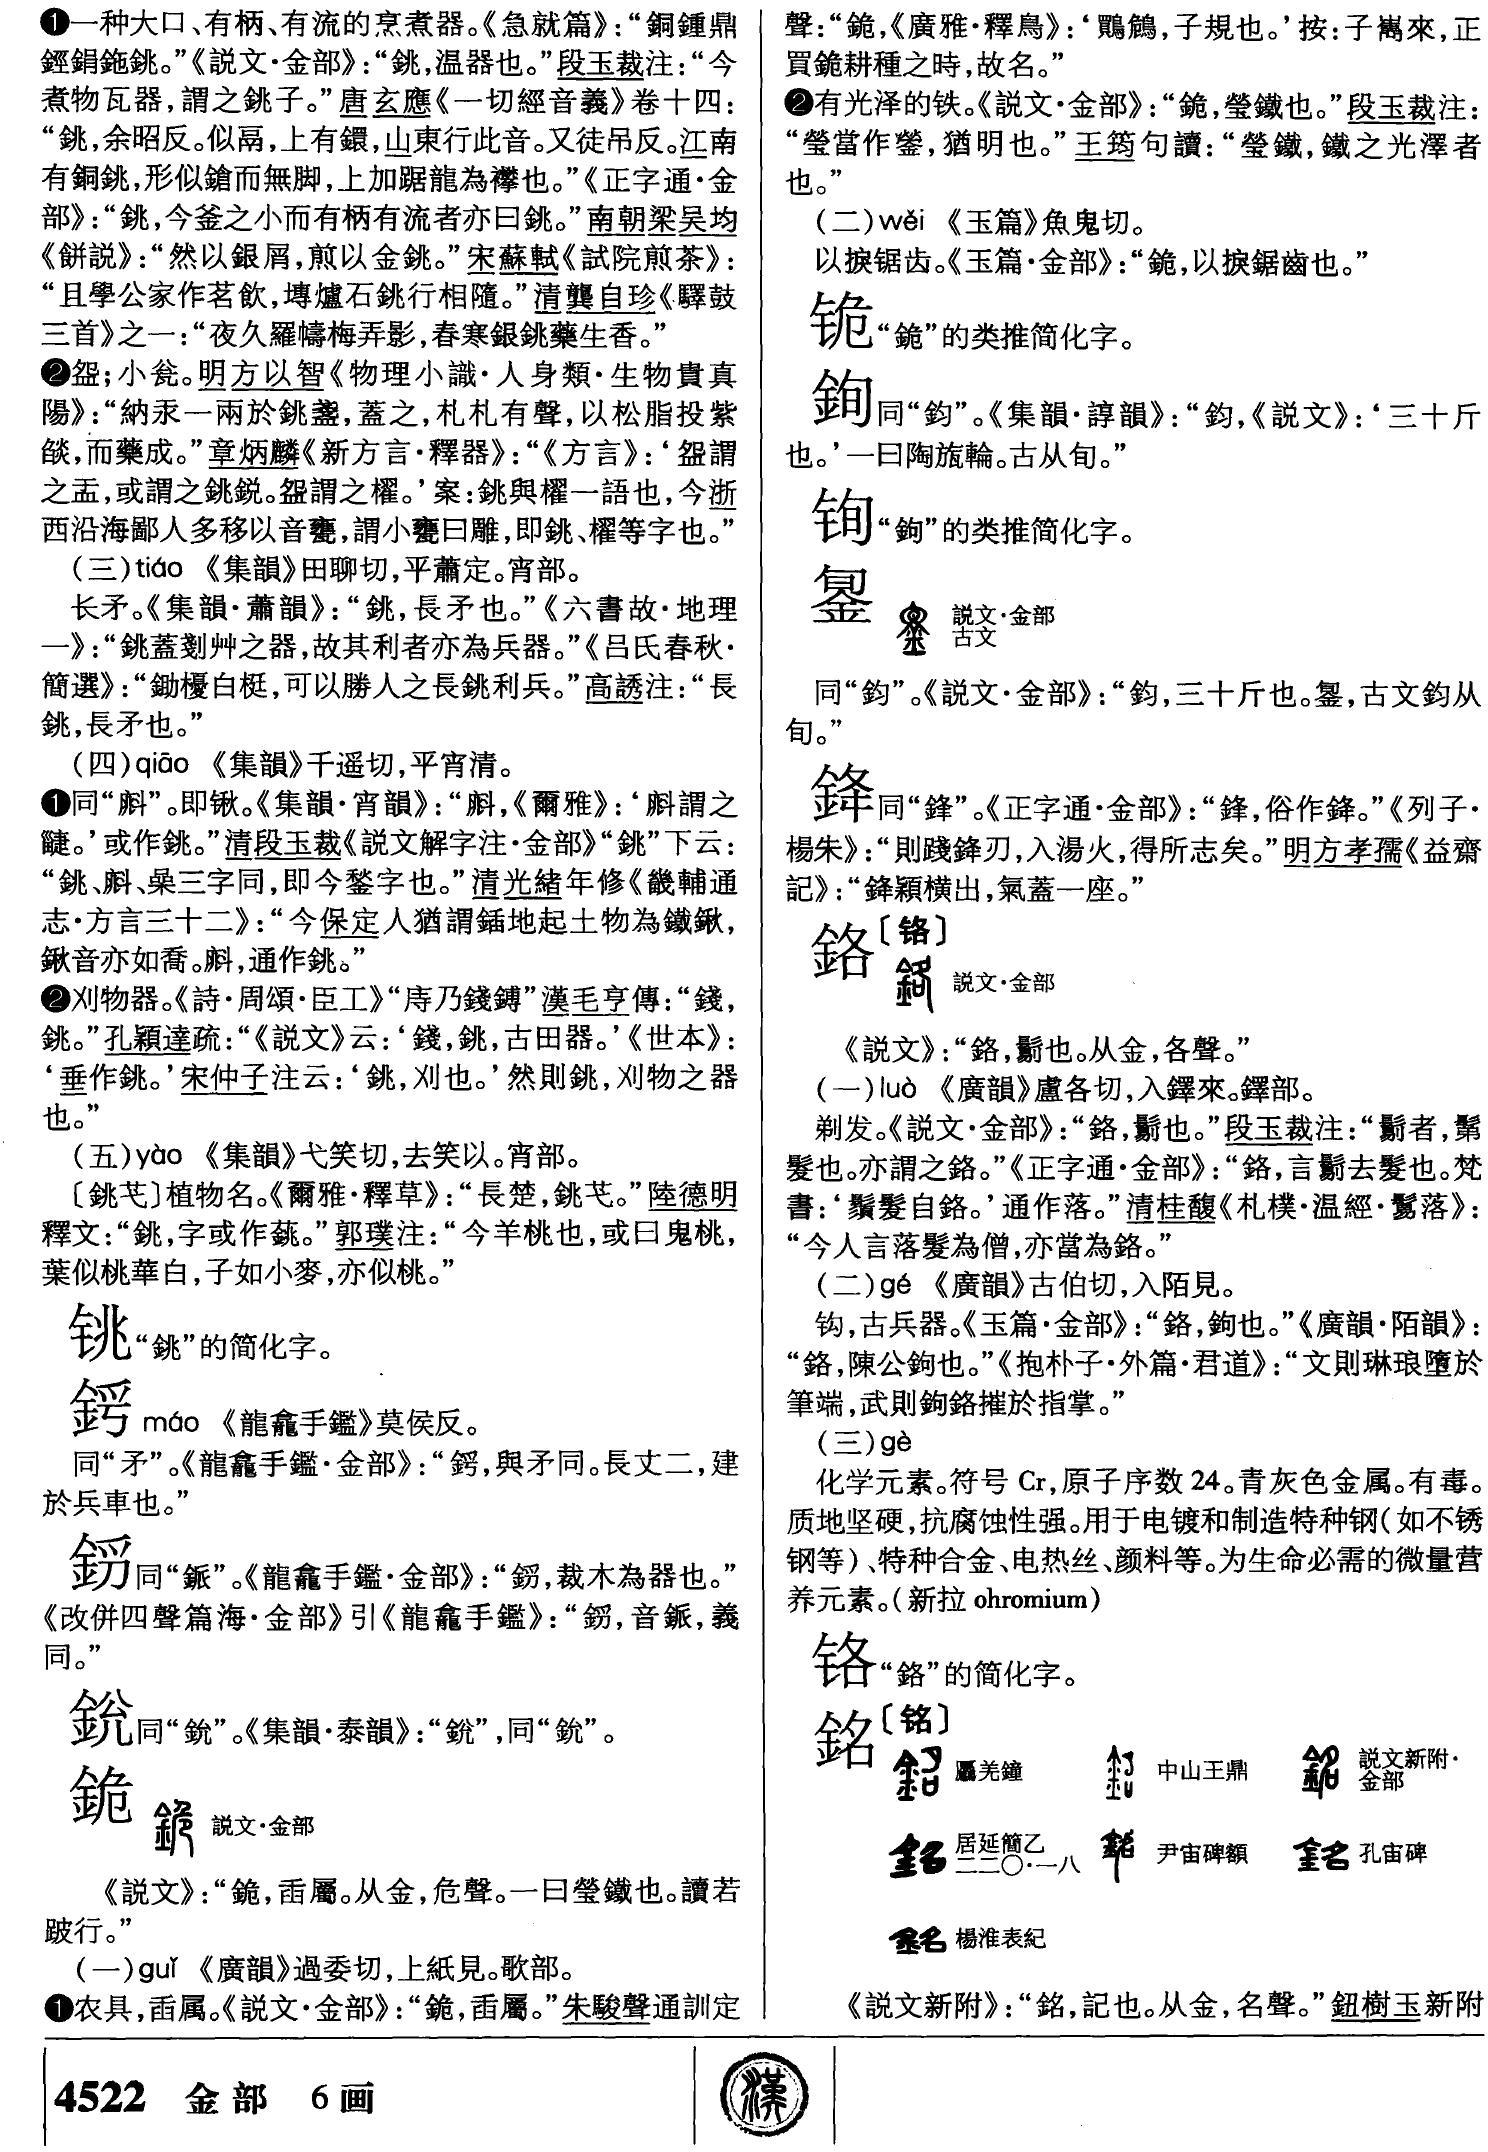 ❶一种大口、有柄、有流的烹煮器。《急就篇》：“銅鍾鼎
鋞鋗鉇銚。”《説文·金部》：“銚，温器也。”段玉裁注：“今
煮物瓦器，謂之銚子。”唐玄應《一切經音義》卷十四：
“銚，余昭反。似鬲，上有鐶，山東行此音。又徒吊反。江南
有銅銚，形似鎗而無脚，上加踞龍為襻也。”《正字通·金
部》：“銚，今釜之小而有柄有流者亦曰銚。”南朝梁吴均
《餅説》：“然以銀屑，煎以金銚。”宋蘇軾《試院煎茶》：
“且學公家作茗飲，塼爐石銚行相隨。”清龔自珍《驛鼓
三首》之一：“夜久羅幬梅弄影，春寒銀銚藥生香。”
❷盌；小瓮。明方以智《物理小識·人身類·生物貴真
陽》：“納汞一兩於銚盞，蓋之，札札有聲，以松脂投紫
燄，而藥成。”章炳麟《新方言·釋器》：“《方言》：‘盌謂
之盂，或謂之銚鋭。盌謂之櫂。’案：銚與櫂一語也，今浙
西沿海鄙人多移以音甕，謂小甕曰雕，即銚、櫂等字也。”
(三)tiáo 《集韻》田聊切，平蕭定。宵部。
长矛。《集韻·蕭韻》：“銚，長矛也。”《六書故·地理
一》：“銚蓋剗艸之器，故其利者亦為兵器。”《吕氏春秋·
簡選》：“鋤櫌白梃，可以勝人之長銚利兵。”高誘注：“長
銚，長矛也。”
(四)qiāo 《集韻》千遥切，平宵清。
❶同“㪣”。即锹。《集韻·宵韻》：“㪣，《爾雅》：‘㪣謂之
疀。’或作銚。”清段玉裁《説文解字注·金部》“銚”下云：
“銚、㪣、喿三字同，即今鍫字也。”清光緒年修《畿輔通
志·方言三十二》：“今保定人猶謂鍤地起土物為鐵鍬，
鍬音亦如喬。㪣，通作銚。”
❷刈物器。《詩·周頌·臣工》“庤乃錢鎛”漢毛亨傳：“錢，
銚。”孔穎達疏：“《説文》云：‘錢，銚，古田器。’《世本》：
‘垂作銚。’宋仲子注云：‘銚，刈也。’然則銚，刈物之器
也。”
(五)yào 《集韻》弋笑切，去笑以。宵部。
〔銚芅〕植物名。《爾雅·釋草》：“長楚，銚芅。”陸德明
釋文：“銚，字或作䔙。”郭璞注：“今羊桃也，或曰鬼桃，
葉似桃華白，子如小麥，亦似桃。”
铫“銚”的简化字。
máo 《龍龕手鑑》莫侯反。
同“矛”。《龍龕手鑑·金部》：“，與矛同。長丈二，建
於兵車也。”
同“鎃”。《龍龕手鑑·金部》：“，裁木為器也。”
《改併四聲篇海·金部》引《龍龕手鑑》：“，音鎃，義
同。”
同“鋭”。《集韻·泰韻》：“”，同“鋭”。
鮠
説文·金部
《説文》：“鉋，臿屬。从金，危聲。一曰瑩鐵也。讀若
跛行。”
(一)guǐ 《廣韻》過委切，上紙見。歌部。
❶农具，臿属。《説文·金部》：“鉋，臿屬。”朱駿聲通訓定
聲：“鉋，《廣雅·釋鳥》：‘鷤鴂，子規也。’按：子嶲來，正
買鉋耕種之時，故名。”
❷有光泽的铁。《説文·金部》：“鉋，瑩鐵也。”段玉裁注：
“瑩當作鎣，猶明也。”王筠句讀：“瑩鐵，鐵之光澤者
也。”
(二)wěi 《玉篇》魚鬼切。
以捩锯齿。《玉篇·金部》：“鉋，以捩鋸齒也。”
“”的类推简化字。
銁同“鈞”。《集韻·諄韻》：“鈞，《説文》：‘三十斤
也。’一曰陶旊輪。古从旬。”
“銁”的类推简化字。
説文·金部
古文
同“鈞”。《説文·金部》：“鈞，三十斤也。，古文鈞从
旬。”
同“鋒”。《正字通·金部》：“鋒，俗作鋒。”《列子·
楊朱》：“則踐鋒刃，入湯火，得所志矣。”明方孝孺《益齋
記》：“鋒穎横出，氣蓋一座。”
鉻〔铬〕
説文·金部
《説文》：“鉻，鬀也。从金，各聲。”
(一)luò 《廣韻》盧各切，入鐸來。鐸部。
剃发。《説文·金部》：“鉻，鬀也。”段玉裁注：“鬀者，鬄
髮也。亦謂之鉻。”《正字通·金部》：“鉻，言鬀去髮也。梵
書：‘鬚髮自鉻。’通作落。”清桂馥《札樸·温經·鬄落》：
“今人言落髮為僧，亦當為鉻。”
(二)gé 《廣韻》古伯切，入陌見。
钩，古兵器。《玉篇·金部》：“鉻，鉤也。”《廣韻·陌韻》：
“鉻，陳公鉤也。”《抱朴子·外篇·君道》：“文則琳琅墮於
筆端，武則鉤鉻摧於指掌。”
(三)gè
化学元素。符号 Cr，原子序数 24。青灰色金属。有毒。
质地坚硬，抗腐蚀性强。用于电镀和制造特种钢(如不锈
钢等)、特种合金、电热丝、颜料等。为生命必需的微量营
养元素。(新拉 ohromium)
铬“鉻”的简化字。
銘〔铭〕
𠫑羌鐘 中山王鼎 説文新附·
金部
居延簡乙
二二〇·一八 尹宙碑額 孔宙碑
楊淮表紀
《説文新附》：“銘，記也。从金，名聲。”鈕樹玉新附
4522 金部 6画
漢